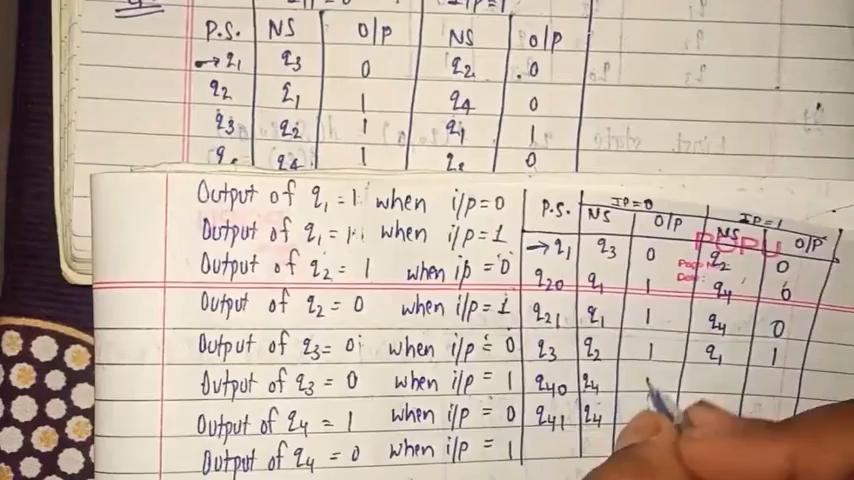 I/P=1
P.S. NS O/P NS O/P
→q1 q3 0 q2 0
q2 q1 1 q4 0
q3 q2 1 q1 1
q4 1 0
Output of q1 = 1 when i/p = 0
Output of q1 = 1 when i/p = 1
Output of q2 = 1 when ip = 0
Output of q2 = 0 when i/p = 1
Output of q3 = 0 when i/p = 0
Output of q3 = 0 when i/p = 1
Output of q4 = 1 when i/p = 0
Output of q4 = 0 when i/p = 1
IP=0 IP=1
P.S. NS O/P NS O/P
POPU
→q1 q3 0 q2 0
q20 q1 1 q4 0
q21 q1 1 q4 0
q3 q2 1 q1 1
q40 q4
q41 q4